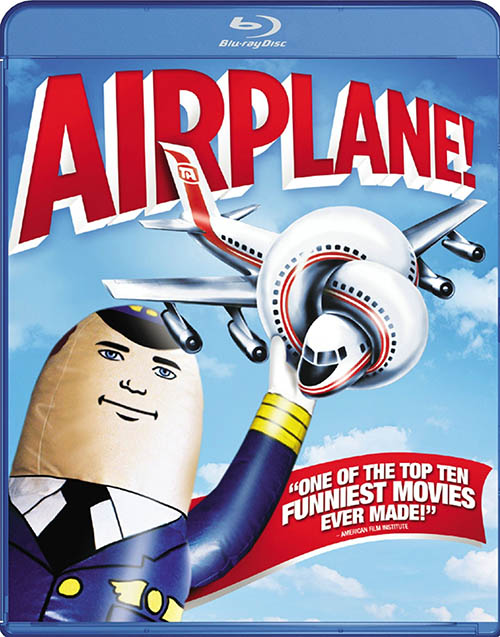 Blu-ray Disc
AIRPLANE!
"ONE OF THE TOP TEN
FUNNIEST MOVIES
EVER MADE!"
- AMERICAN FILM INSTITUTE